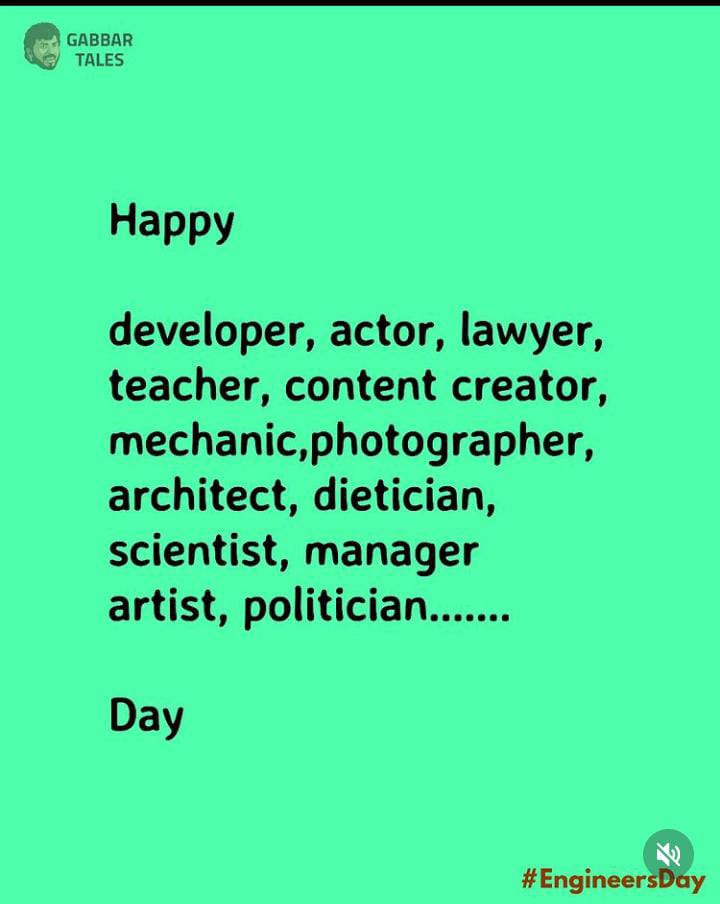 GABBAR
TALES
Happy
developer, actor, lawyer,
teacher, content creator,
mechanic,photographer,
architect, dietician,
scientist, manager
artist, politician.......
Day
#EngineersDay